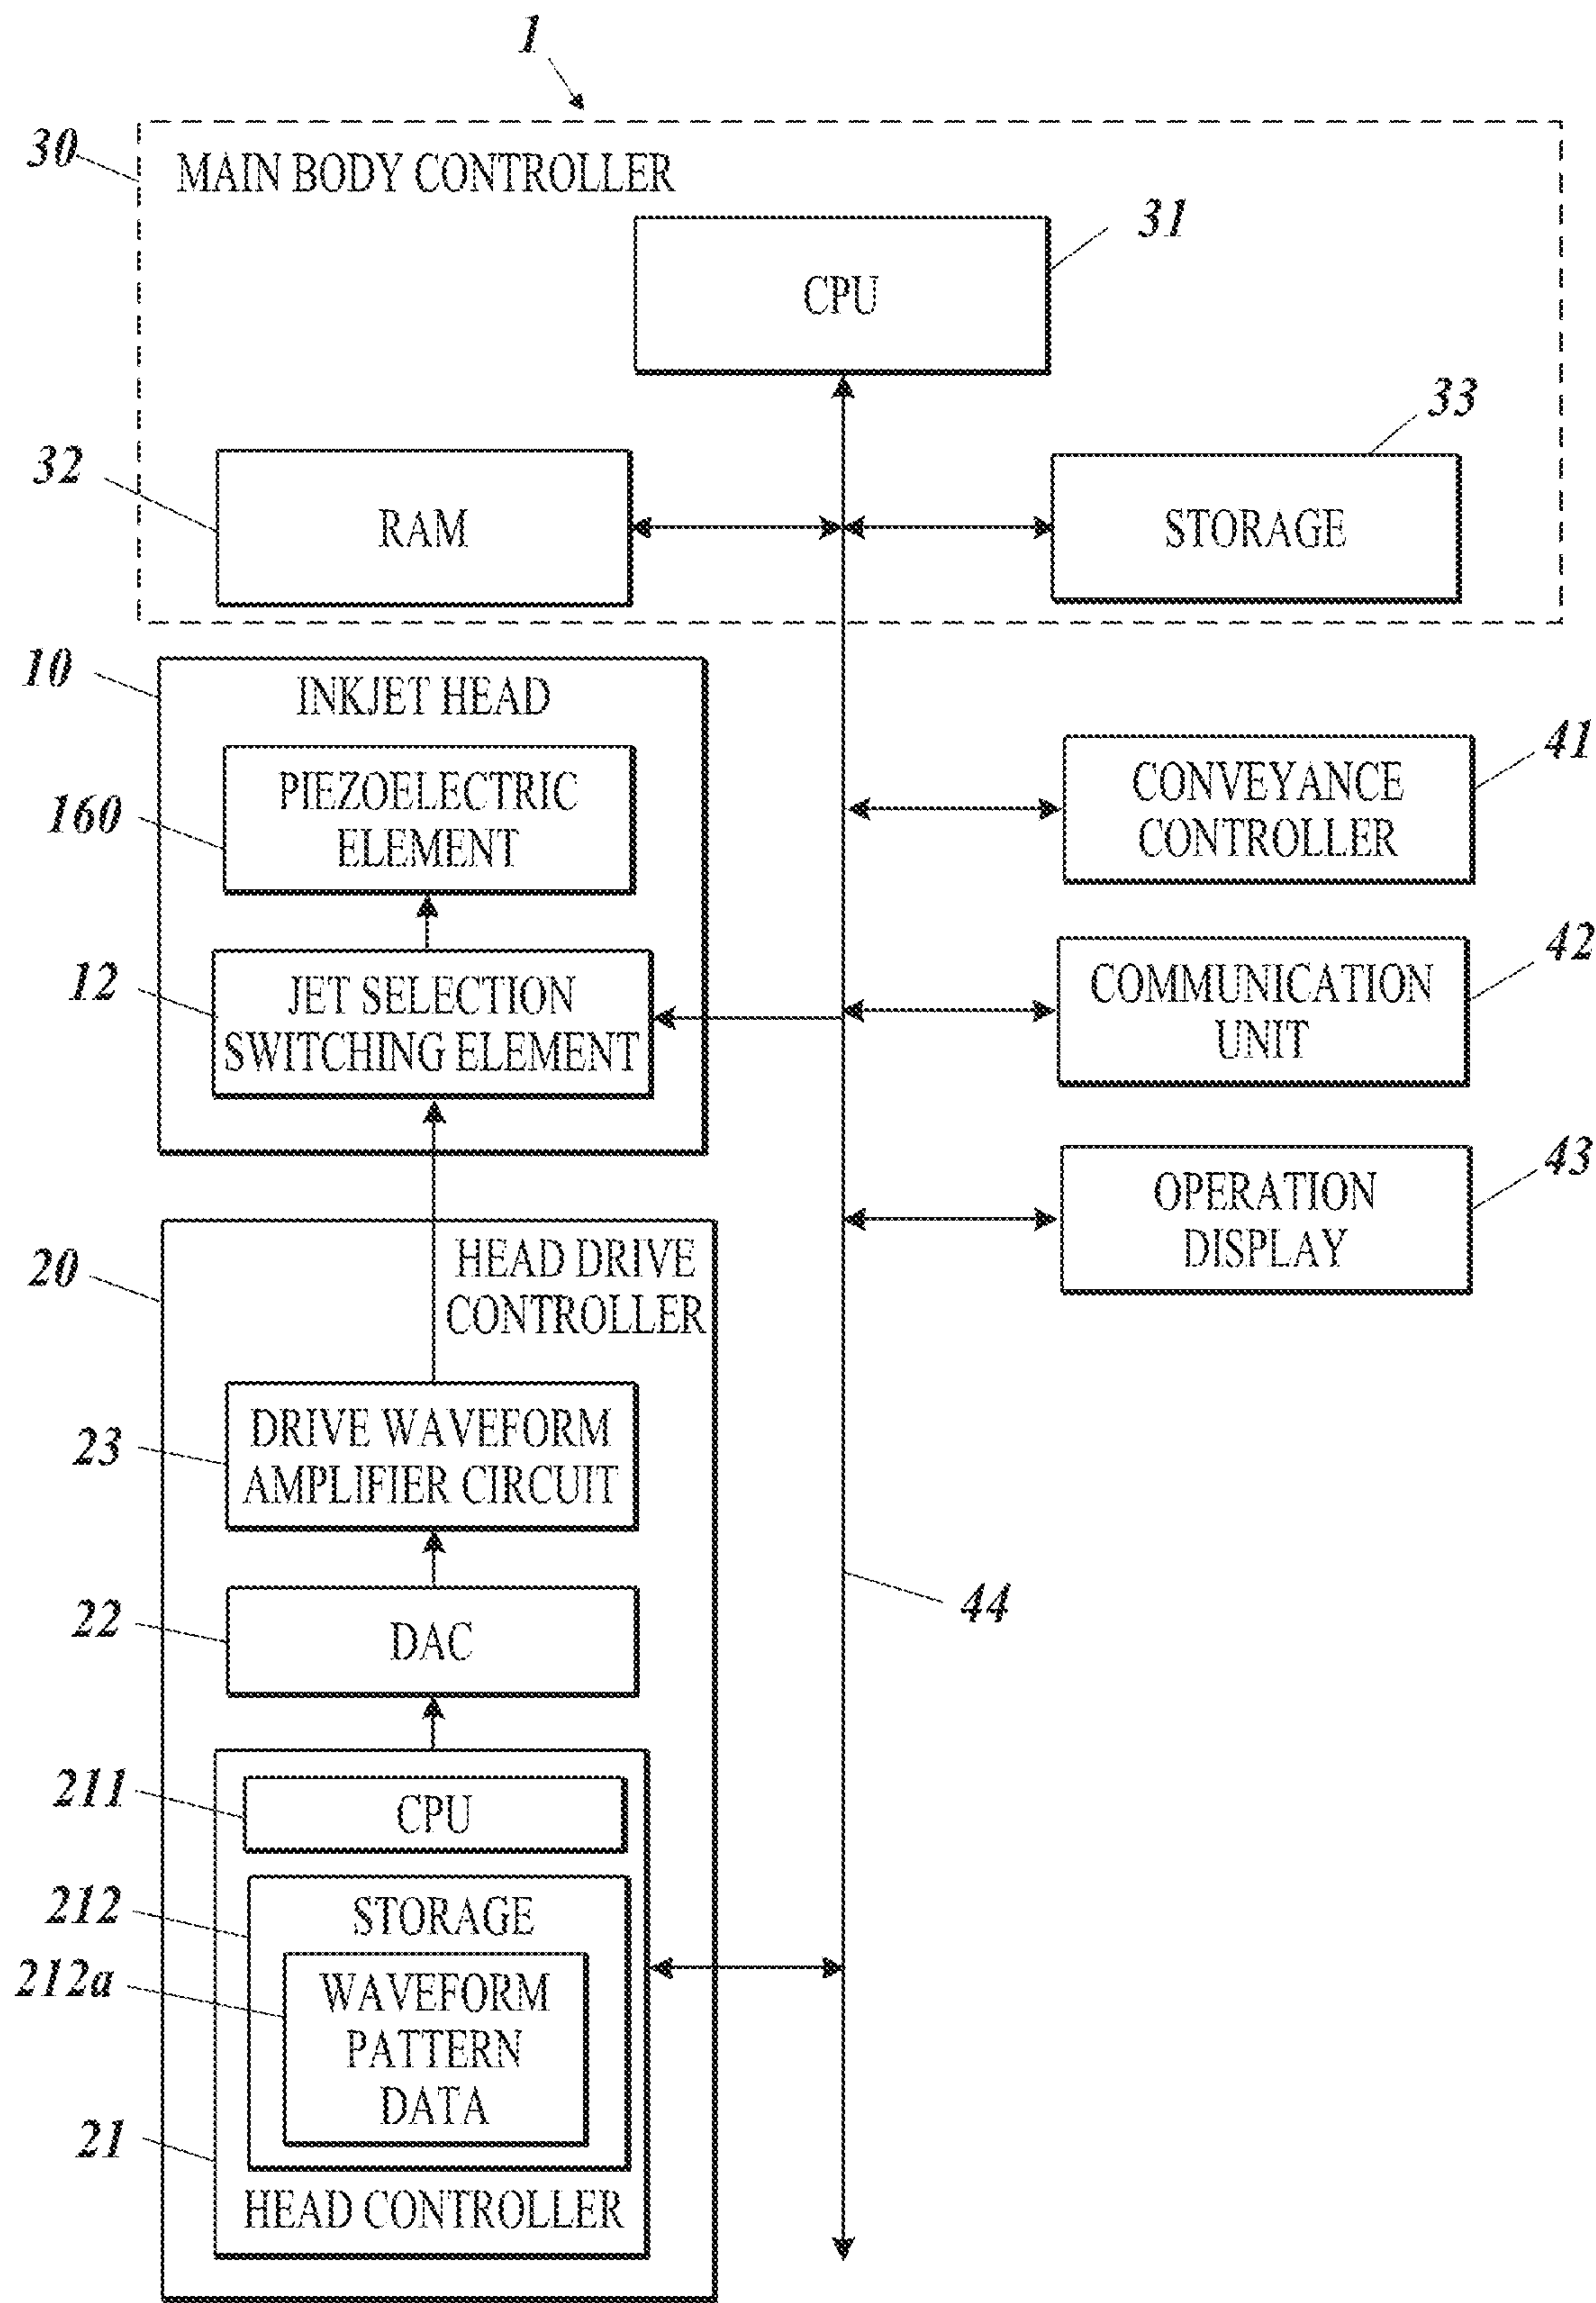 1
30
MAIN BODY CONTROLLER
31
CPU
33
32
RAM
STORAGE
10
INKJET HEAD
160
PIEZOELECTRIC
ELEMENT
12
JET SELECTION
SWITCHING ELEMENT
41
CONVEYANCE
CONTROLLER
42
COMMUNICATION
UNIT
43
OPERATION
DISPLAY
20
HEAD DRIVE
CONTROLLER
23
DRIVE WAVEFORM
AMPLIFIER CIRCUIT
22
DAC
44
211
CPU
212
STORAGE
212a
WAVEFORM
PATTERN
DATA
21
HEAD CONTROLLER